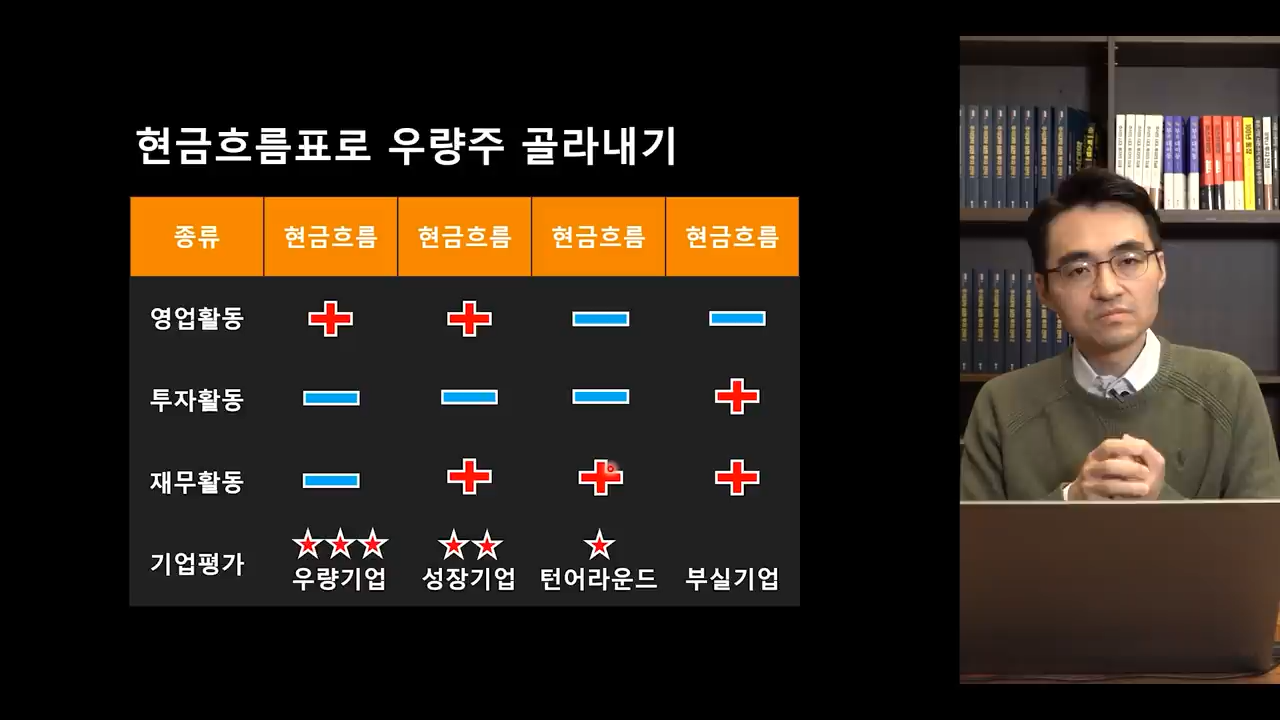 현금흐름표로 우량주 골라내기
종류 현금흐름 현금흐름 현금흐름 현금흐름
영업활동
투자활동
재무활동
기업평가
우량기업 성장기업 턴어라운드 부실기업